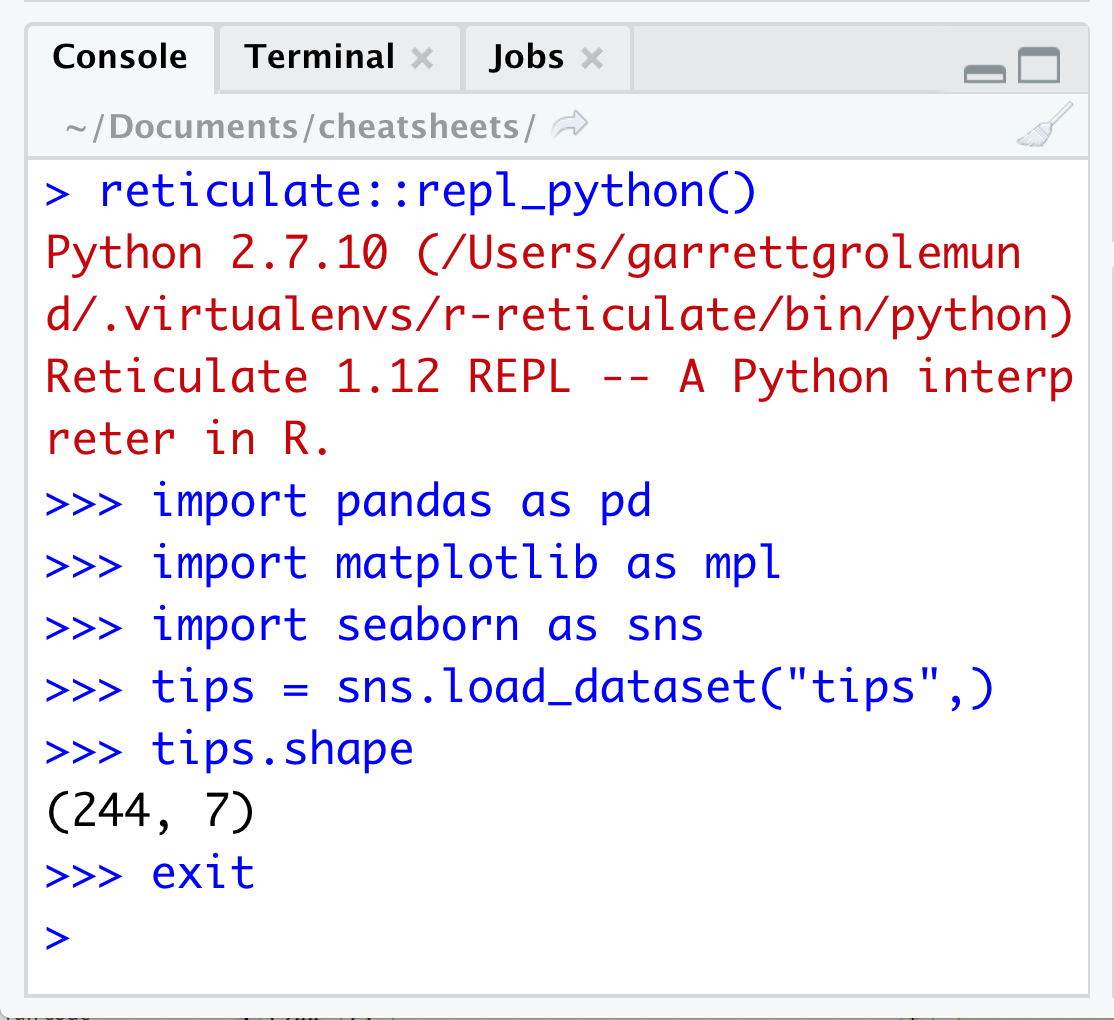 Console Terminal Jobs
~/Documents/cheatsheets/
> reticulate::repl_python()
Python 2.7.10 (/Users/garrettgrolemun
d/.virtualenvs/r-reticulate/bin/python)
Reticulate 1.12 REPL -- A Python interp
reter in R.
>>> import pandas as pd
>>> import matplotlib as mpl
>>> import seaborn as sns
>>> tips = sns.load_dataset("tips",)
>>> tips.shape
(244, 7)
>>> exit
>